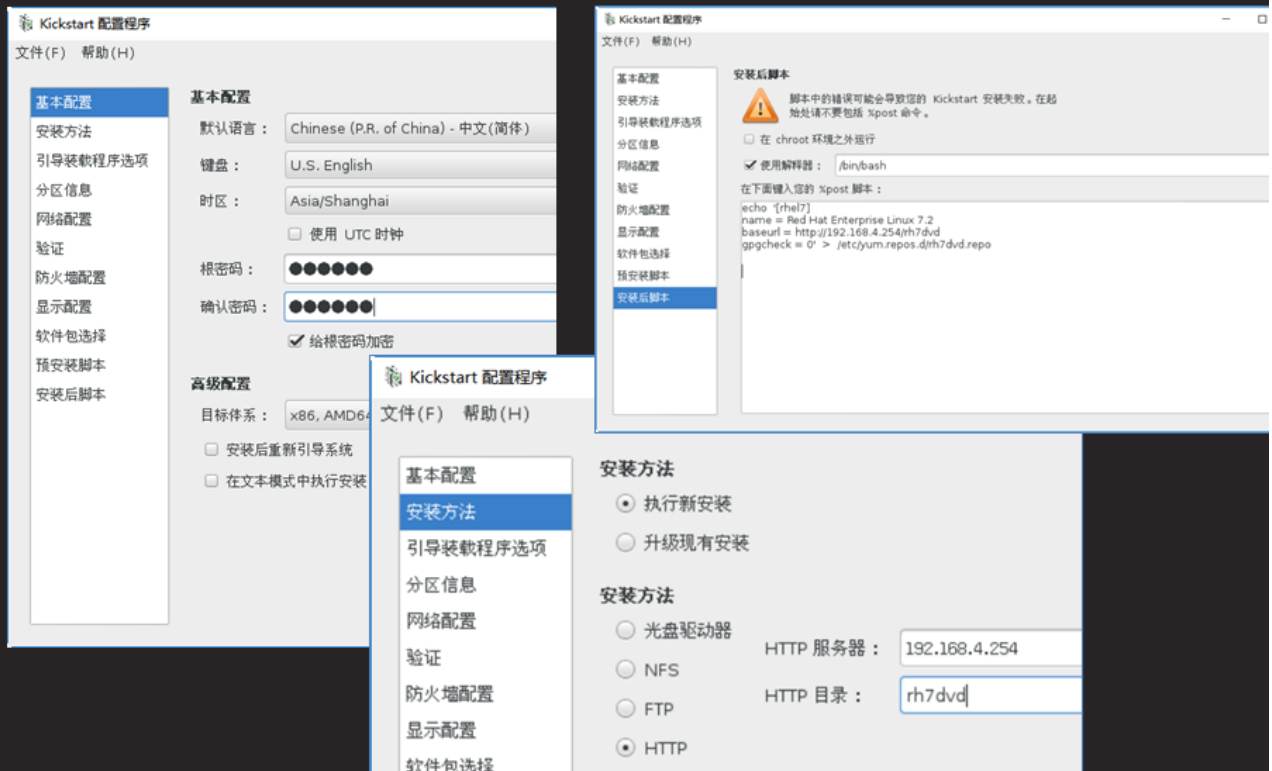 Kickstart 配置程序
文件(F) 帮助(H)
基本配置
安装方法
引导装载程序选项
分区信息
网络配置
验证
防火墙配置
显示配置
软件包选择
预安装脚本
安装后脚本
基本配置
默认语言： Chinese (P.R. of China) - 中文(简体)
键盘： U.S. English
时区： Asia/Shanghai
使用 UTC 时钟
根密码： ●●●●●●
确认密码： ●●●●●●
给根密码加密
高级配置
目标体系： x86, AMD64
安装后重新引导系统
在文本模式中执行安装
Kickstart 配置程序
文件(F) 帮助(H)
基本配置
安装方法
引导装载程序选项
分区信息
网络配置
验证
防火墙配置
显示配置
软件包选择
预安装脚本
安装后脚本
安装后脚本
脚本中的错误可能会导致您的 Kickstart 安装失败。在起
始处请不要包括 %post 命令。
在 chroot 环境之外运行
使用解释器： /bin/bash
在下面键入您的 %post 脚本：
echo '[rhel7]
name = Red Hat Enterprise Linux 7.2
baseurl = http://192.168.4.254/rh7dvd
gpgcheck = 0' > /etc/yum.repos.d/rh7dvd.repo
Kickstart 配置程序
文件(F) 帮助(H)
基本配置
安装方法
引导装载程序选项
分区信息
网络配置
验证
防火墙配置
显示配置
软件包选择
安装方法
执行新安装
升级现有安装
安装方法
光盘驱动器
NFS
FTP
HTTP
HTTP 服务器： 192.168.4.254
HTTP 目录： rh7dvd